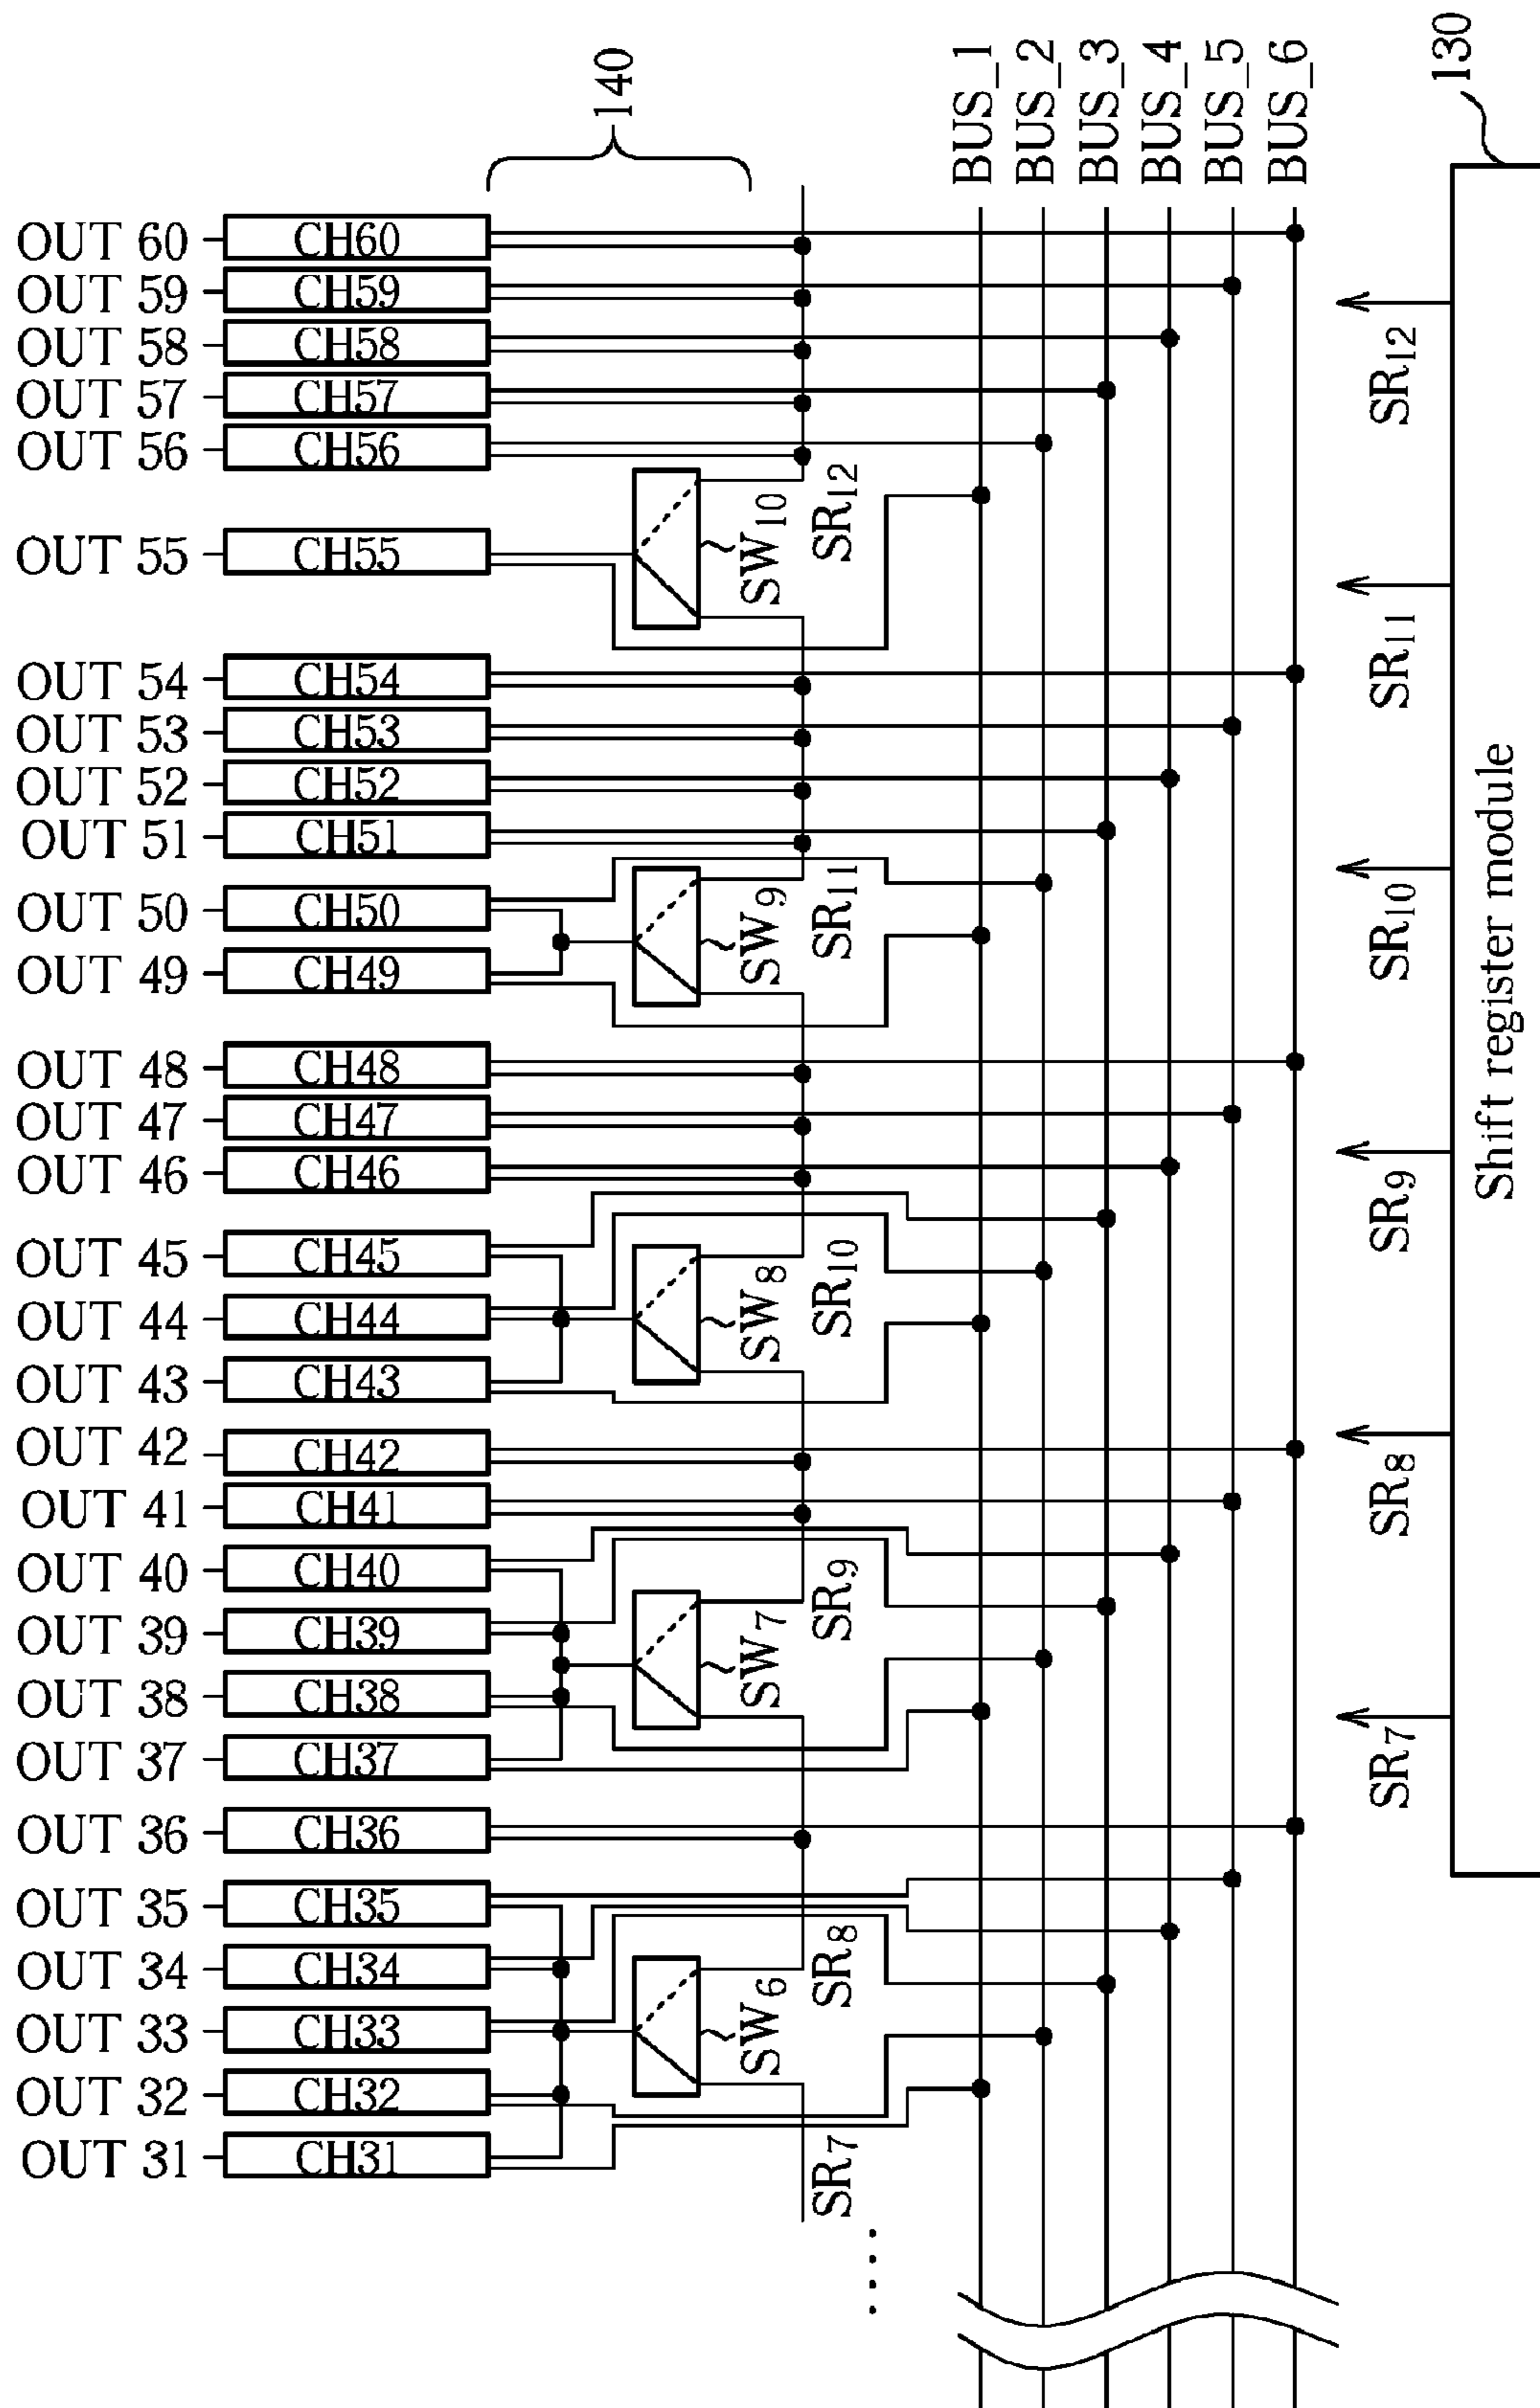 140
BUS_1
BUS_2
BUS_3
BUS_4
BUS_5
BUS_6
130
OUT 60 CH60
OUT 59 CH59
OUT 58 CH58
OUT 57 CH57
OUT 56 CH56
OUT 55 CH55
SW10
SR12
OUT 54 CH54
OUT 53 CH53
OUT 52 CH52
OUT 51 CH51
OUT 50 CH50
OUT 49 CH49
SW9
SR11
OUT 48 CH48
OUT 47 CH47
OUT 46 CH46
OUT 45 CH45
OUT 44 CH44
OUT 43 CH43
SW8
SR10
OUT 42 CH42
OUT 41 CH41
OUT 40 CH40
OUT 39 CH39
OUT 38 CH38
OUT 37 CH37
SW7
SR9
OUT 36 CH36
OUT 35 CH35
OUT 34 CH34
OUT 33 CH33
OUT 32 CH32
OUT 31 CH31
SW6
SR8
SR7
....
SR12
SR11
SR10
SR9
SR8
SR7
Shift register module